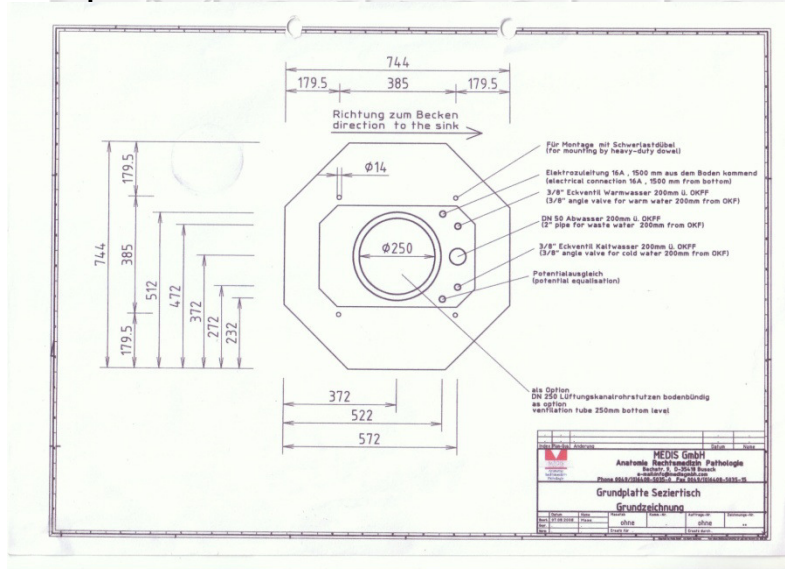 744
179.5
385
179.5
Richtung zum Becken
direction to the sink
Für Montage mit Schwerlastdübel
(for mounting by heavy-duty dowel)
Ø14
Elektrozuleitung 16A , 1500 mm aus dem Boden kommend
(electrical connection 16A , 1500 mm from bottom)
3/8" Eckventil Warmwasser 200mm ü. OKFF
(3/8" angle valve for warm water 200mm from OKF)
DN 50 Abwasser 200mm ü. OKFF
(2" pipe for waste water 200mm from OKF)
3/8" Eckventil Kaltwasser 200mm ü. OKFF
(3/8" angle valve for cold water 200mm from OKF)
Potentialausgleich
(potential equalisation)
Ø250
744
179.5
385
179.5
512
472
372
272
232
372
522
572
als Option
DN 250 Lüftungskanalrohrstutzen bodenbündig
as option
ventilation tube 250mm bottom level
Änderung
Datum
Name
MEDIS GmbH
Anatomie Rechtsmedizin Pathologie
Grundplatte Seziertisch
Grundzeichnung
Datum
Name
ohne
ohne